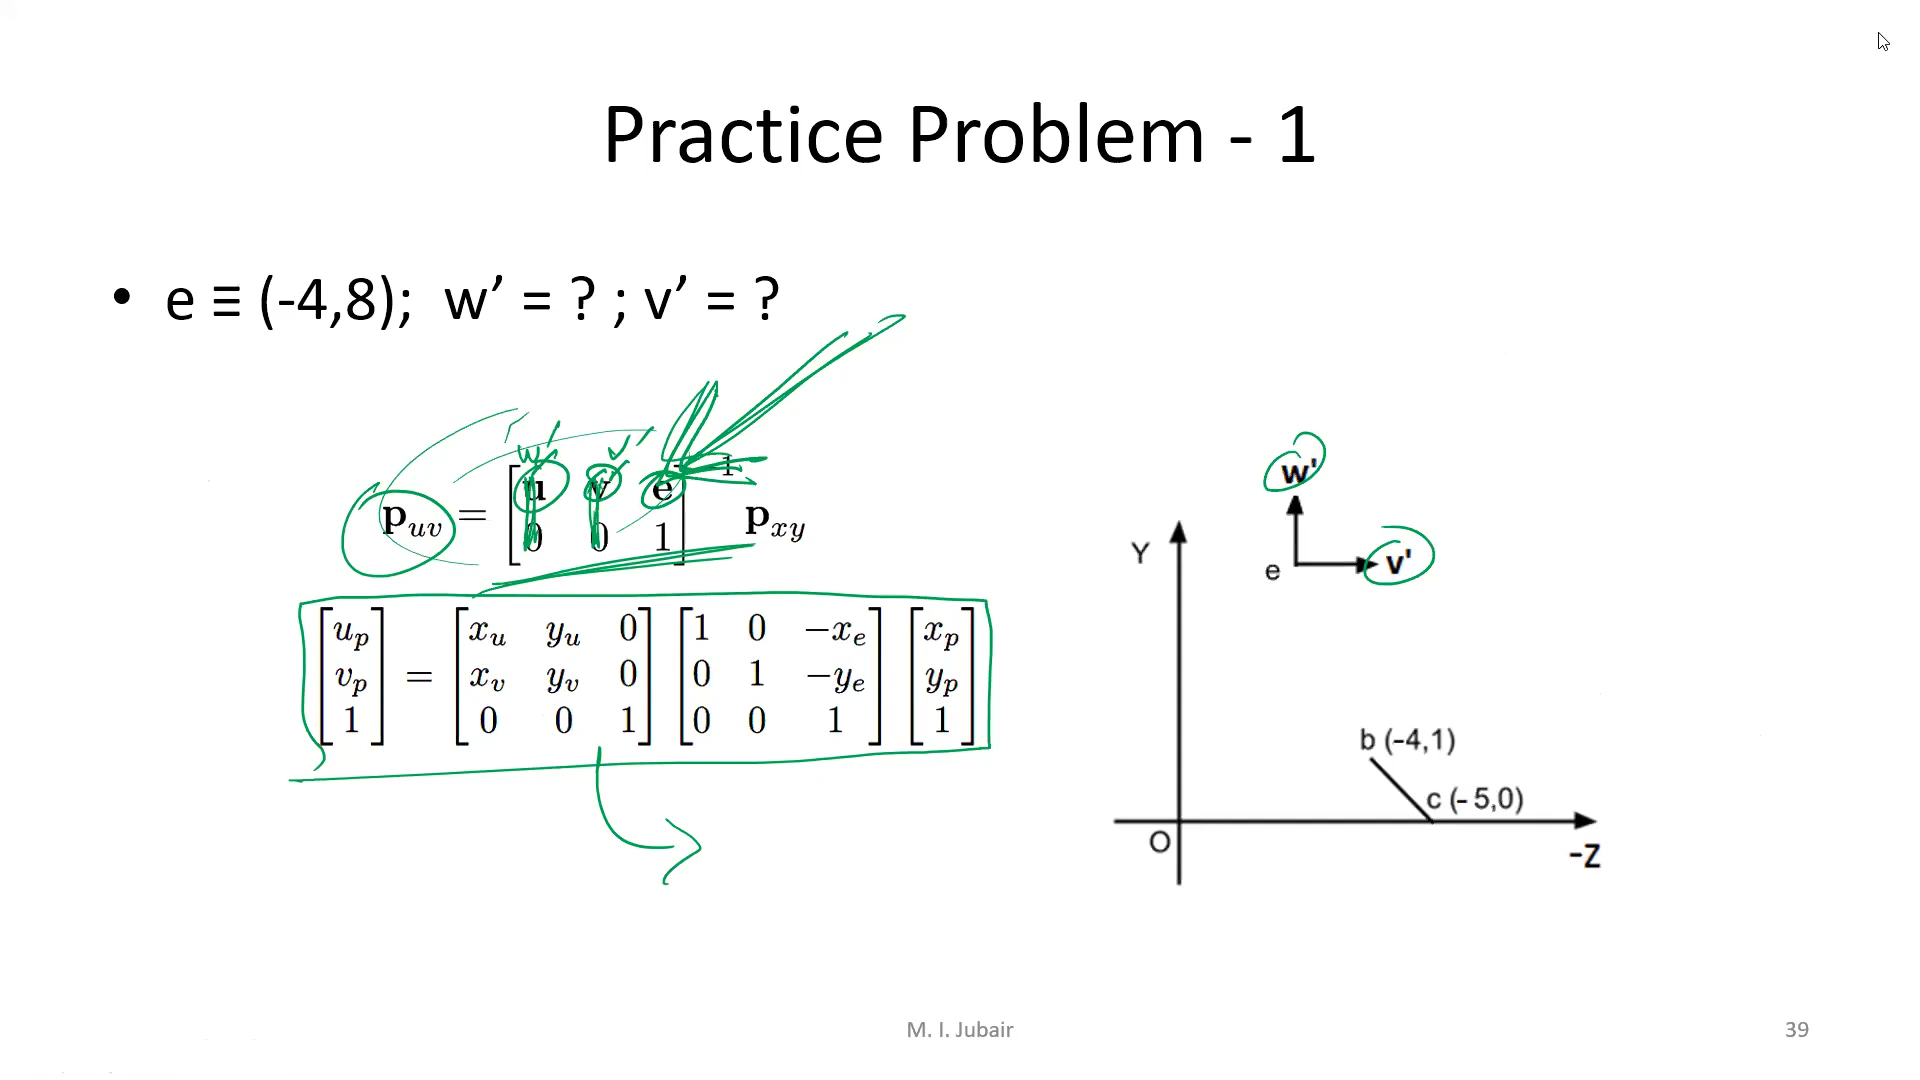 Practice Problem - 1
• e ≡ (-4,8); w’ = ? ; v’ = ?
w' v'
p_uv = [u v e; 0 0 1]^-1 p_xy
[u_p; v_p; 1] = [x_u y_u 0; x_v y_v 0; 0 0 1] [1 0 −x_e; 0 1 −y_e; 0 0 1] [x_p; y_p; 1]
w'
Y
e
v'
b (-4,1)
c (- 5,0)
O
-Z
M. I. Jubair
39